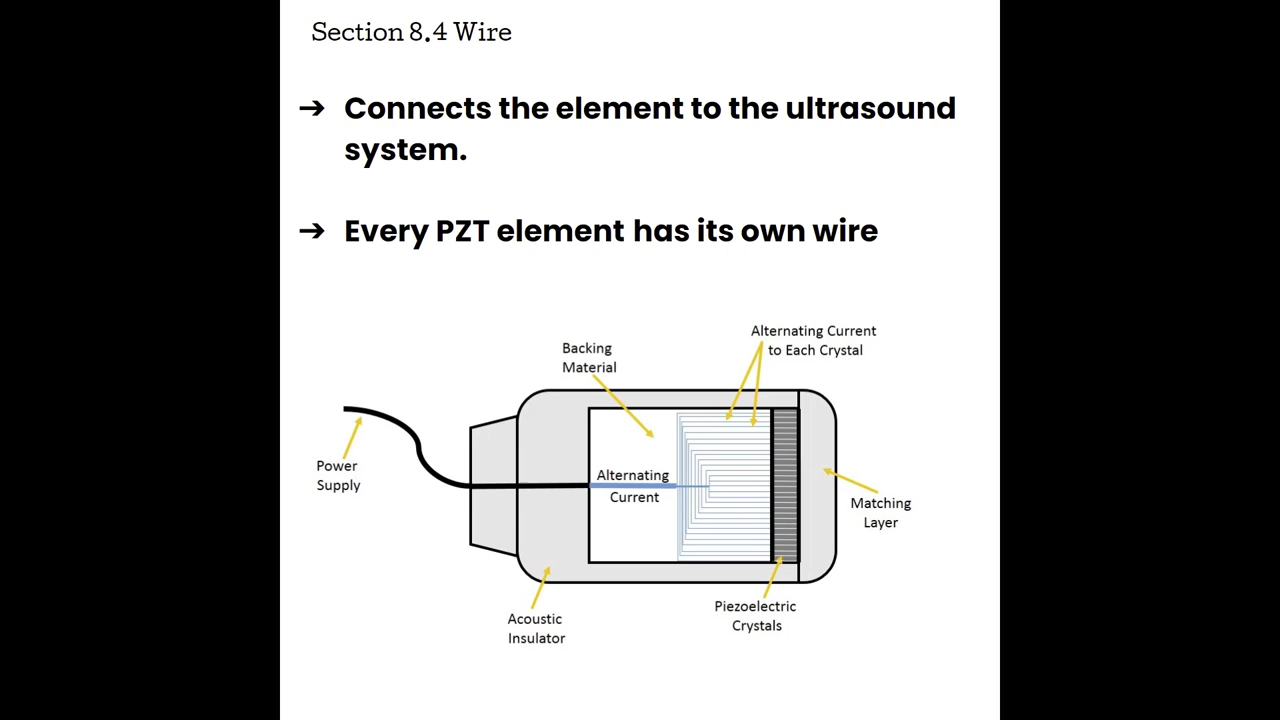 Section 8.4 Wire
➔ Connects the element to the ultrasound
system.
➔ Every PZT element has its own wire
Alternating Current
to Each Crystal
Backing
Material
Power
Supply
Alternating
Current
Matching
Layer
Acoustic
Insulator
Piezoelectric
Crystals